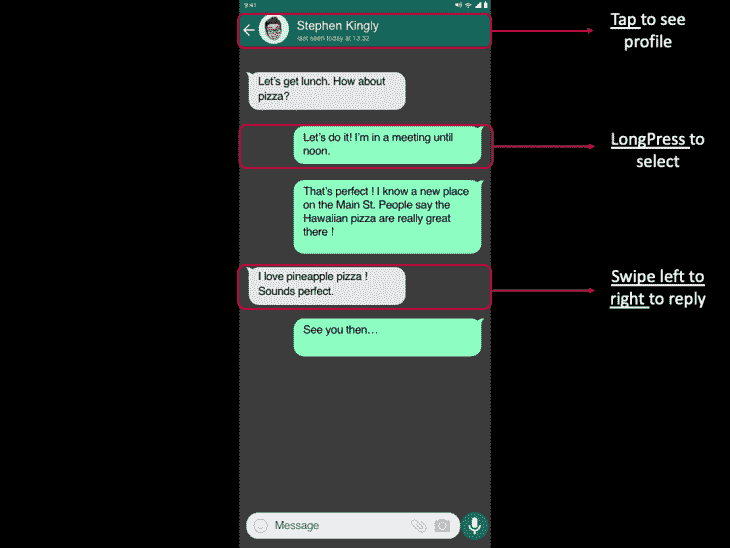 9:41
Stephen Kingly
last seen today at 13:32
Tap to see
profile
Let's get lunch. How about
pizza?
Let's do it! I'm in a meeting until
noon.
LongPress to
select
That's perfect ! I know a new place
on the Main St. People say the
Hawaiian pizza are really great
there !
I love pineapple pizza !
Sounds perfect.
Swipe left to
right to reply
See you then…
Message